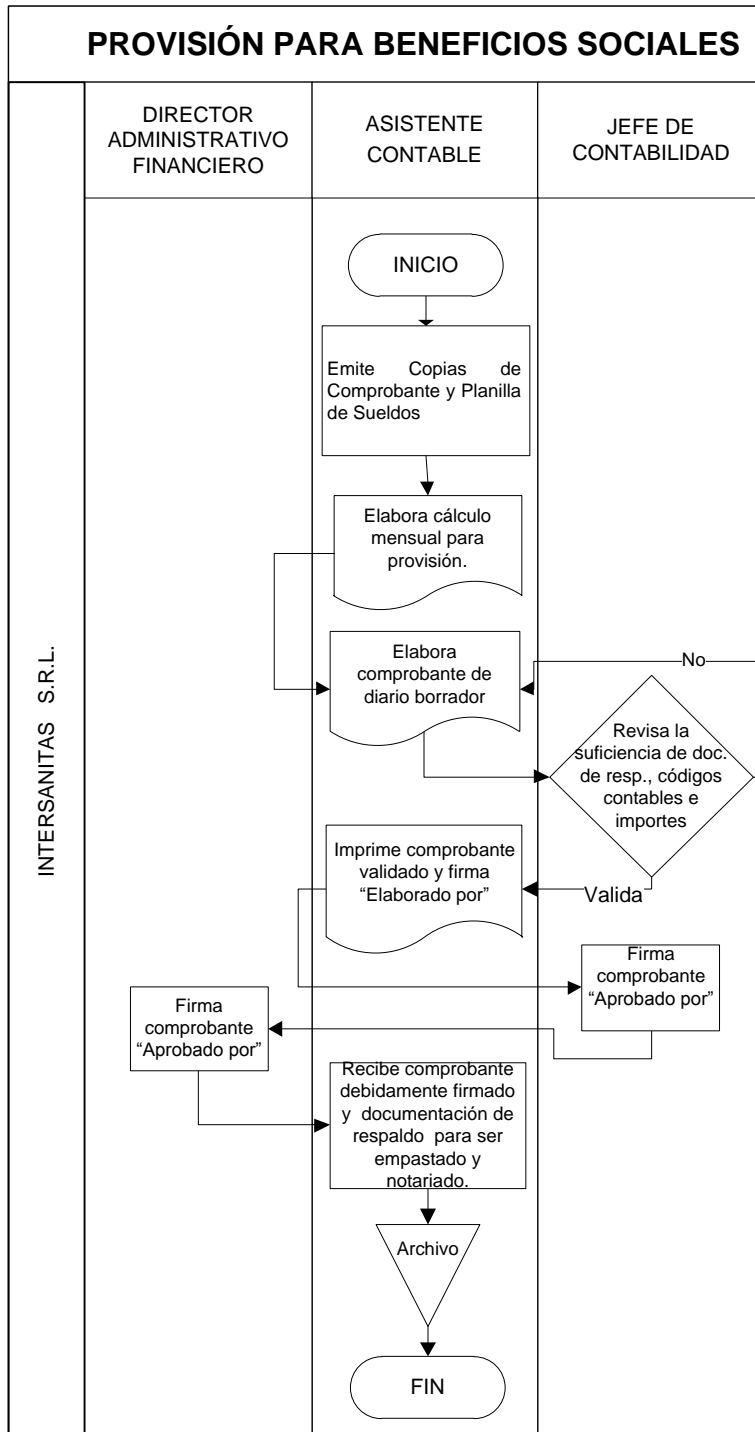 PROVISIÓN PARA BENEFICIOS SOCIALES
DIRECTOR
ADMINISTRATIVO
FINANCIERO
ASISTENTE
CONTABLE
JEFE DE
CONTABILIDAD
INTERSANITAS S.R.L.
INICIO
Emite Copias de
Comprobante y Planilla
de Sueldos
Elabora cálculo
mensual para
provisión.
Elabora
comprobante de
diario borrador
No
Revisa la
suficiencia de doc.
de resp., códigos
contables e
importes
Imprime comprobante
validado y firma
“Elaborado por”
Valida
Firma
comprobante
“Aprobado por”
Firma
comprobante
“Aprobado por”
Recibe comprobante
debidamente firmado
y documentación de
respaldo para ser
empastado y
notariado.
Archivo
FIN